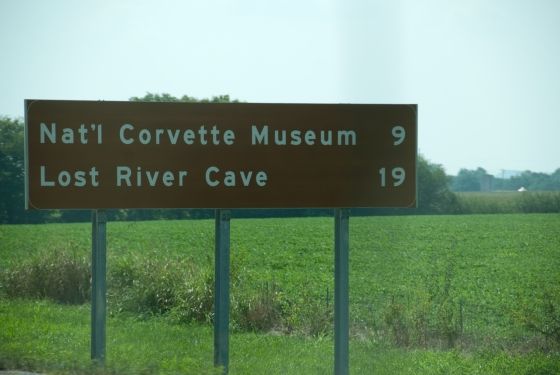 Nat'l Corvette Museum 9
Lost River Cave 19